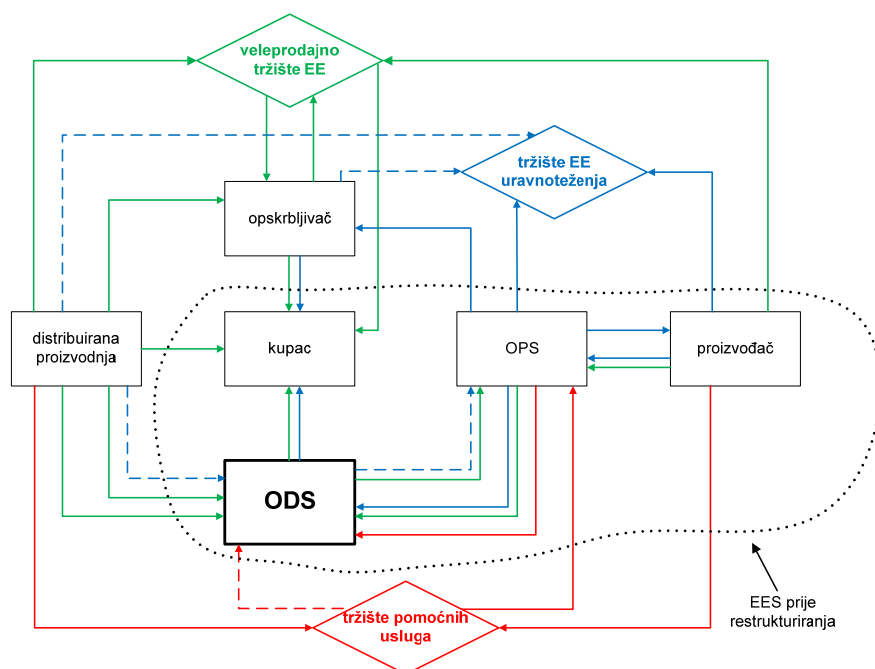 veleprodajno
tržište EE
tržište EE
uravnoteženja
opskrbljivač
distribuirana
proizvodnja
kupac
OPS
proizvođač
ODS
tržište pomoćnih
usluga
EES prije
restrukturiranja